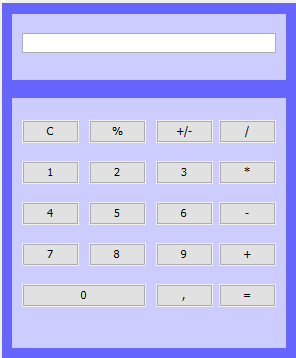 C % +/- /
1 2 3 *
4 5 6 -
7 8 9 +
0 , =